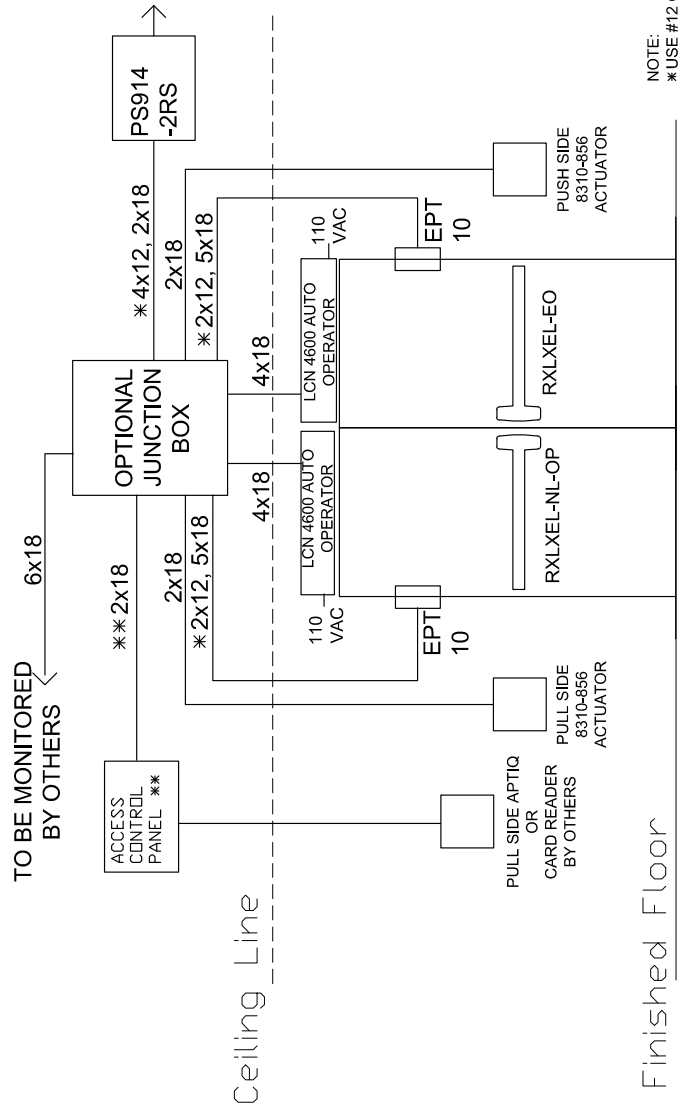 TO BE MONITORED
BY OTHERS
6x18
ACCESS
CONTROL
PANEL **
**2x18
2x18
*2x12, 5x18
OPTIONAL
JUNCTION
BOX
*4x12, 2x18
2x18
*2x12, 5x18
PS914
-2RS
Ceiling Line
4x18
4x18
110
VAC
LCN 4600 AUTO
OPERATOR
LCN 4600 AUTO
OPERATOR
110
VAC
EPT
10
EPT
10
RXLXEL-NL-OP
RXLXEL-EO
PULL SIDE APTIQ
OR
CARD READER
BY OTHERS
PULL SIDE
8310-856
ACTUATOR
PUSH SIDE
8310-856
ACTUATOR
Finished Floor
NOTE:
*USE #12